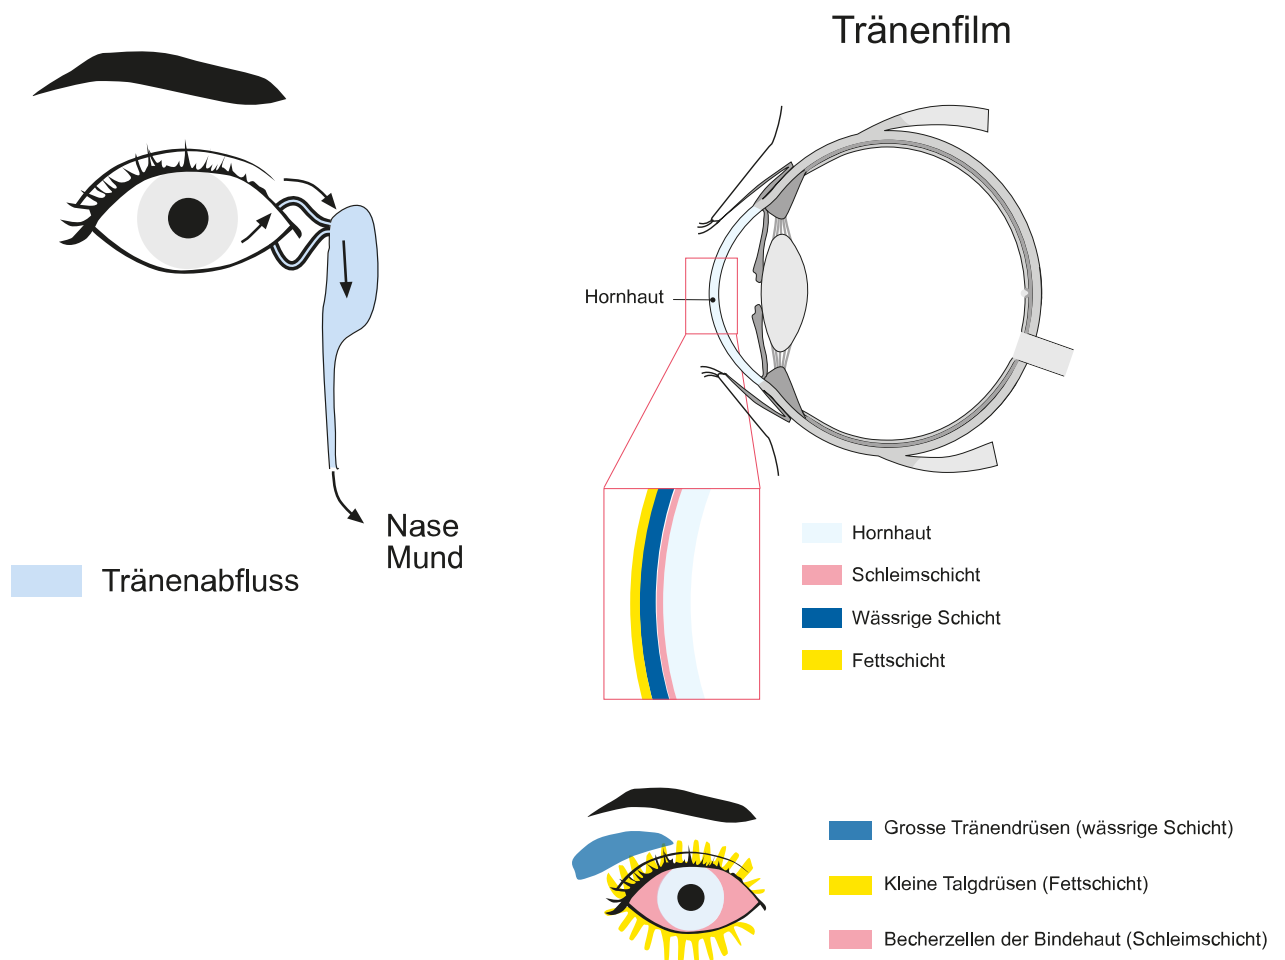 Tränenfilm
Hornhaut
Nase
Mund
Tränenabfluss
Hornhaut
Schleimschicht
Wässrige Schicht
Fettschicht
Grosse Tränendrüsen (wässrige Schicht)
Kleine Talgdrüsen (Fettschicht)
Becherzellen der Bindehaut (Schleimschicht)